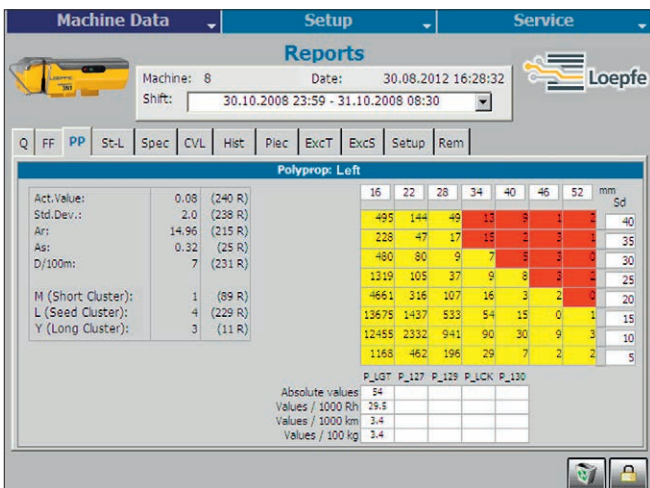 Machine Data Setup Service
Reports
LOEPFE
Loepfe
Machine: 8 Date: 30.08.2012 16:28:32
Shift: 30.10.2008 23:59 - 31.10.2008 08:30
Q FF PP St-L Spec CVL Hist Piec ExcT ExcS Setup Rem
Polyprop: Left
16 22 28 34 40 46 52 mm
Sd
Act.Value: 0.08 (240 R)
Std.Dev.: 2.0 (238 R)
Ar: 14.96 (215 R)
As: 0.32 (25 R)
D/100m: 7 (231 R)
M (Short Cluster): 1 (89 R)
L (Seed Cluster): 4 (229 R)
Y (Long Cluster): 3 (11 R)
495 144 49 13 9 1 2 40
228 47 17 15 2 3 1 35
480 80 9 7 5 3 0 30
1319 105 37 9 8 3 2 25
4661 316 107 16 3 2 0 20
13675 1437 533 54 15 0 1 15
12455 2332 941 90 30 9 3 10
1168 462 196 29 7 2 2 5
P_LGT P_127 P_129 P_LCK P_130
Absolute values 54
Values / 1000 Rh 29.5
Values / 1000 km 3.4
Values / 100 kg 3.4